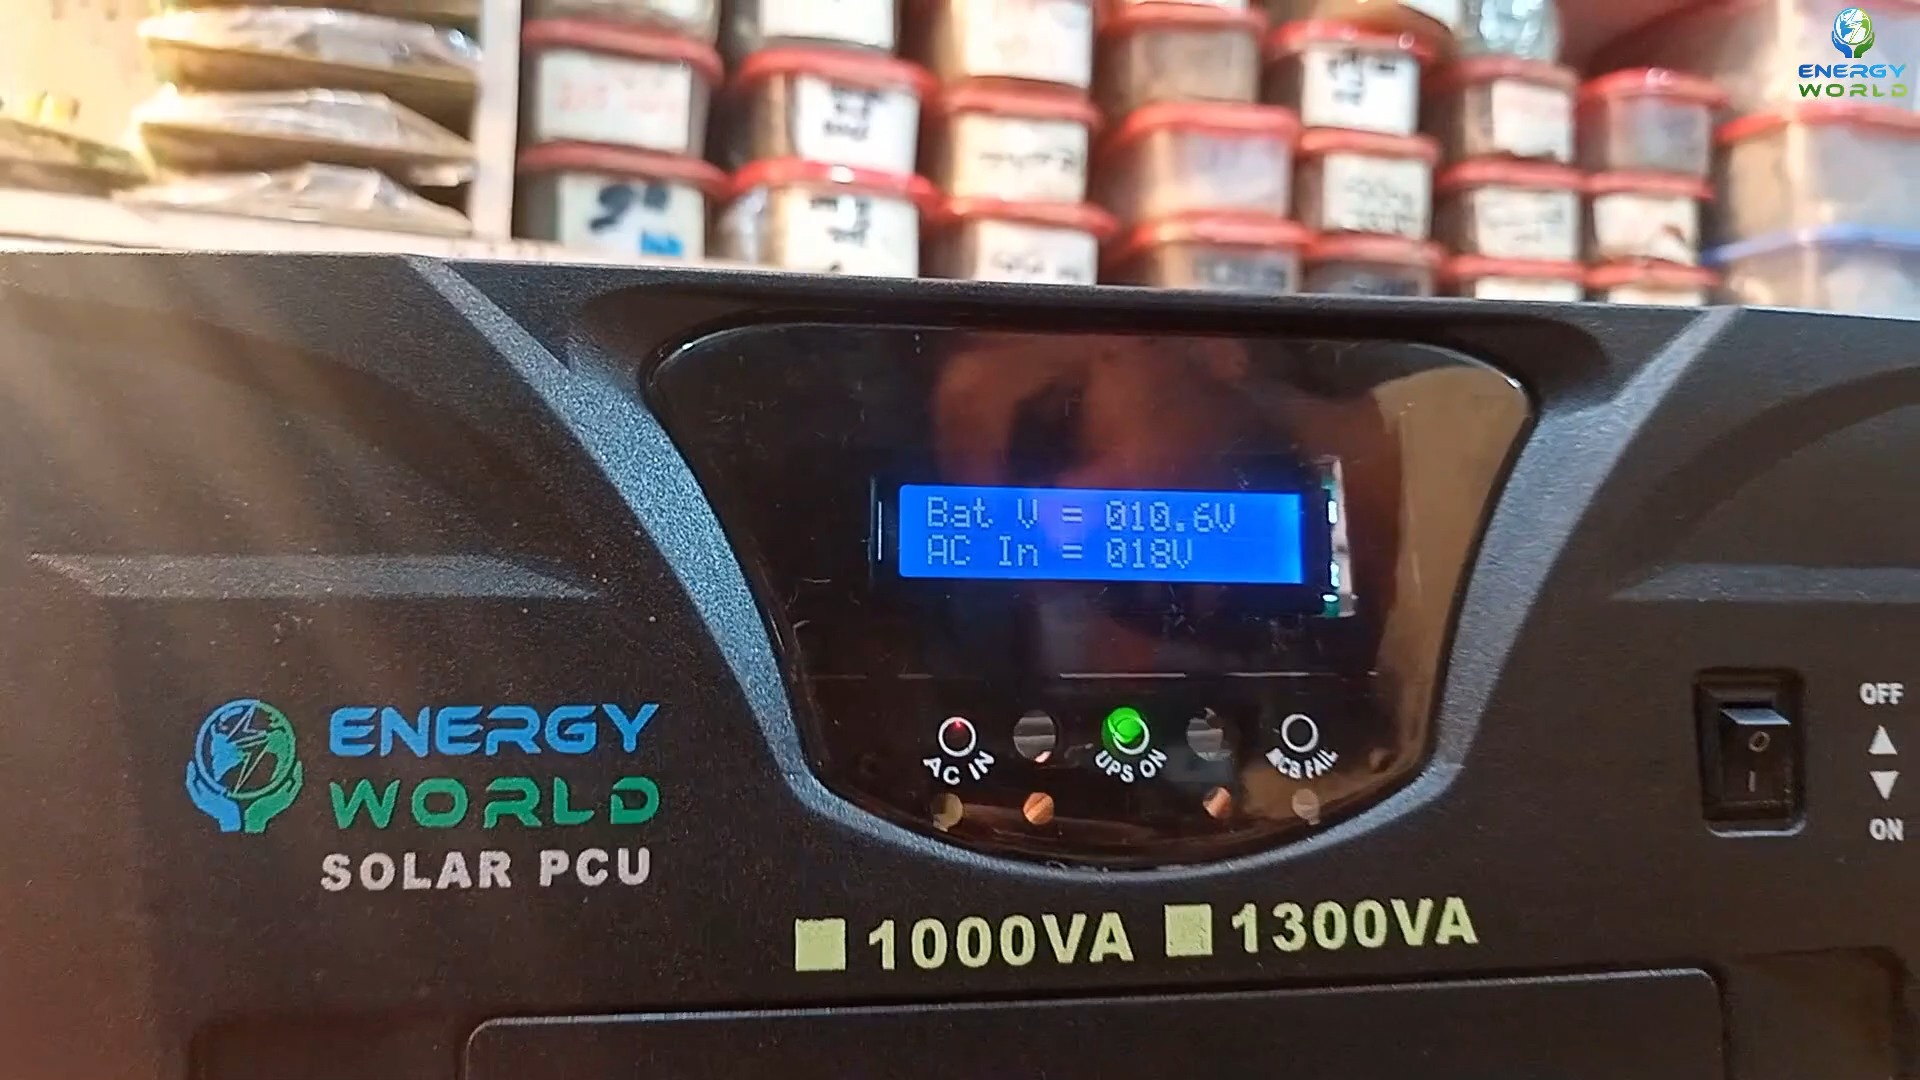 ENERGY
WORLD
Bat V = 010.6V
AC In = 018V
AC IN
UPS ON
MCB FAIL
OFF
ON
ENERGY
WORLD
SOLAR PCU
1000VA
1300VA